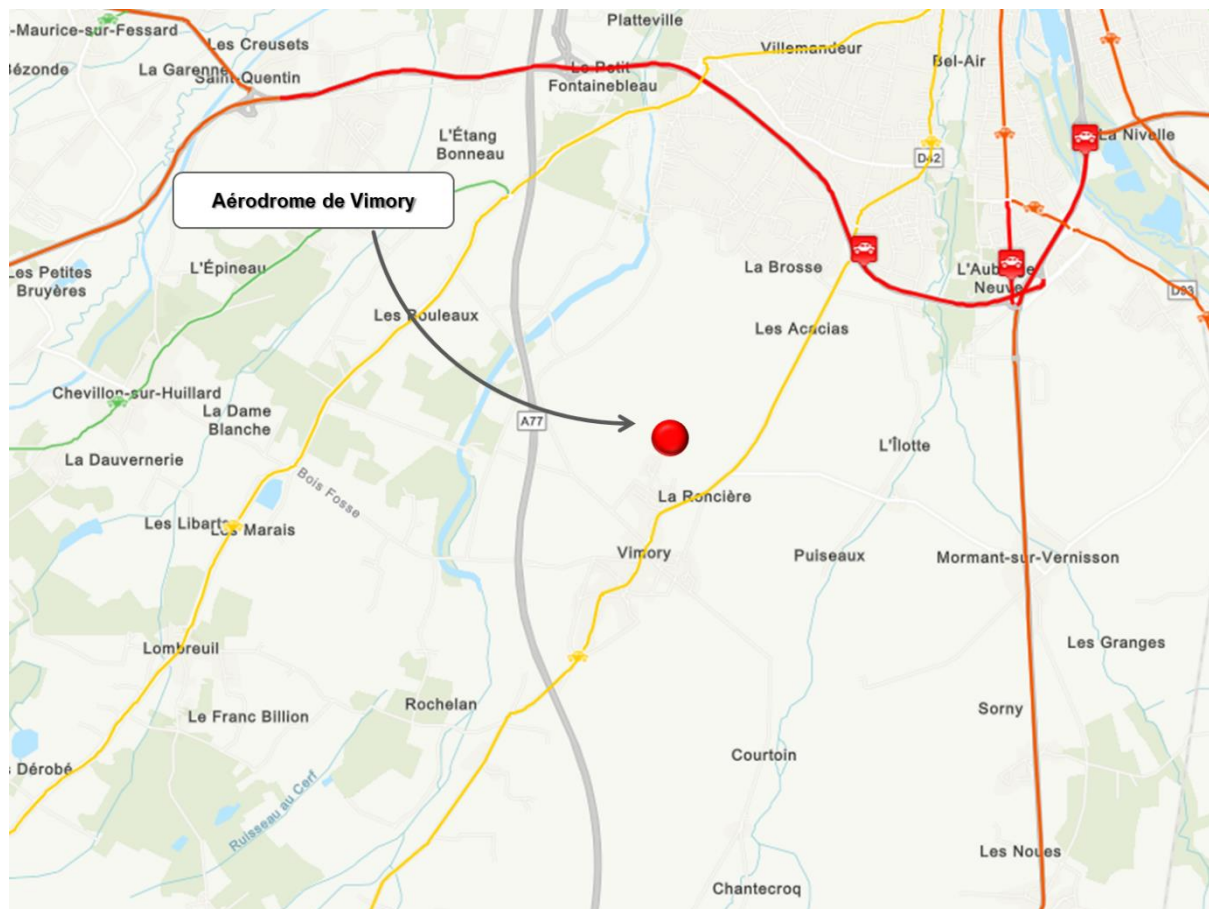 Platteville
-Maurice-sur-Fessard
Les Creusets
Villemandeur
Bel-Air
Bézonde
La Garenne
Saint-Quentin
Le Petit
Fontainebleau
L'Étang
Bonneau
La Nivelle
D42
Aérodrome de Vimory
L'Épineau
Les Petites
Bruyères
La Brosse
Neuve
D93
Les Rouleaux
Les Acacias
Chevillon-sur-Huillard
La Dame
Blanche
A77
La Dauvernerie
L'Îlotte
Bois Fosse
La Roncière
Les Marais
Vimory
Puiseaux
Mormant-sur-Vernisson
Lombreuil
Les Granges
Rochelan
Le Franc Billion
Sorny
Dérobé
Courtoin
Ruisseau au Cerf
Les Noues
Chantecroq